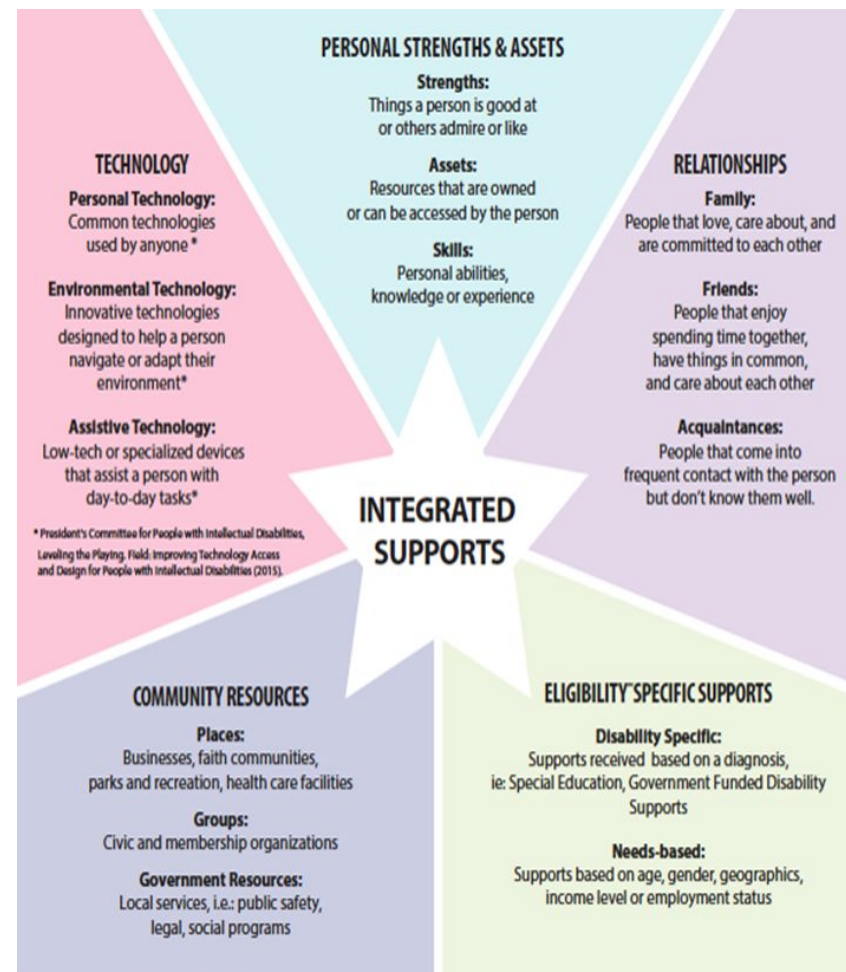 PERSONAL STRENGTHS & ASSETS
Strengths:
Things a person is good at
or others admire or like
Assets:
Resources that are owned
or can be accessed by the person
Skills:
Personal abilities,
knowledge or experience
TECHNOLOGY
Personal Technology:
Common technologies
used by anyone *
Environmental Technology:
Innovative technologies
designed to help a person
navigate or adapt their
environment*
Assistive Technology:
Low-tech or specialized devices
that assist a person with
day-to-day tasks*
* President's Committee for People with Intellectual Disabilities,
Leveling the Playing. Field: Improving Technology Access
and Design for People with Intellectual Disabilities (2015).
RELATIONSHIPS
Family:
People that love, care about, and
are committed to each other
Friends:
People that enjoy
spending time together,
have things in common,
and care about each other
Acquaintances:
People that come into
frequent contact with the person
but don't know them well.
INTEGRATED
SUPPORTS
COMMUNITY RESOURCES
Places:
Businesses, faith communities,
parks and recreation, health care facilities
Groups:
Civic and membership organizations
Government Resources:
Local services, i.e.: public safety,
legal, social programs
ELIGIBILITY-SPECIFIC SUPPORTS
Disability Specific:
Supports received based on a diagnosis,
ie: Special Education, Government Funded Disability
Supports
Needs-based:
Supports based on age, gender, geographics,
income level or employment status